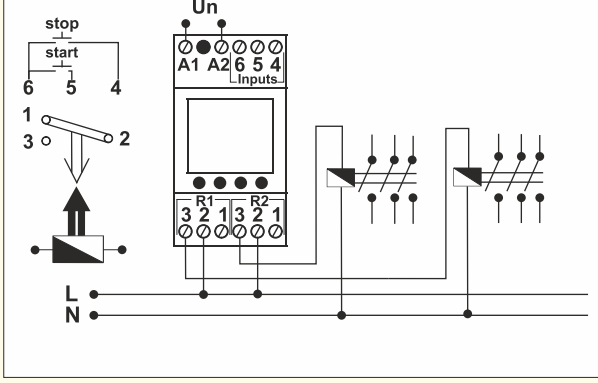 Un
stop
start
6 5 4
A1 A2 6 5 4
Inputs
1
2
3
R1 R2
3 2 1 3 2 1
L
N